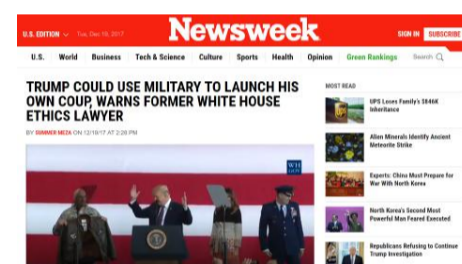 U.S. EDITION Tue, Dec 19, 2017
Newsweek
SIGN IN SUBSCRIBE
U.S. World Business Tech & Science Culture Sports Health Opinion Green Rankings Search
TRUMP COULD USE MILITARY TO LAUNCH HIS
OWN COUP, WARNS FORMER WHITE HOUSE
ETHICS LAWYER
BY SUMMER MEZA ON 12/19/17 AT 2:28 PM
WH
.GOV
MOST READ
UPS Loses Family's $846K
Inheritance
Alien Minerals Identify Ancient
Meteorite Strike
Experts: China Must Prepare for
War With North Korea
North Korea's Second Most
Powerful Man Feared Executed
Republicans Refusing to Continue
Trump Investigation